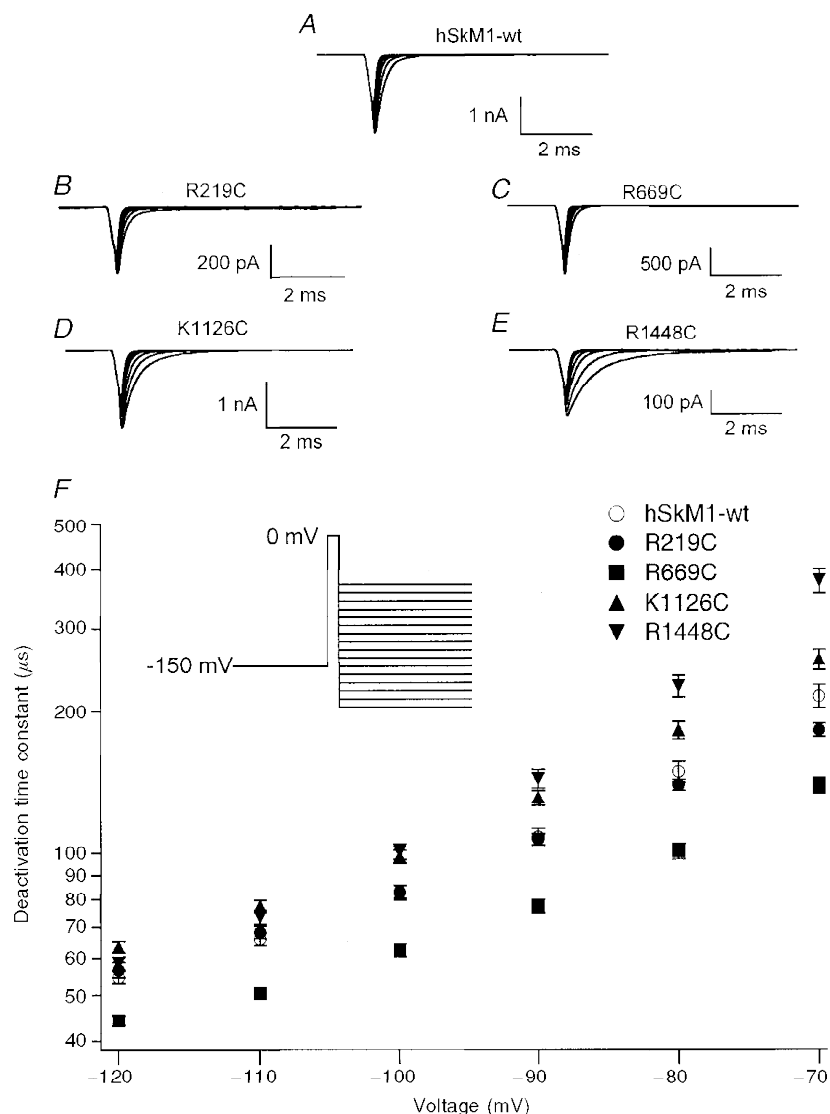 A
hSkM1-wt
1 nA
2 ms
B
R219C
200 pA
2 ms
C
R669C
500 pA
2 ms
D
K1126C
1 nA
2 ms
E
R1448C
100 pA
2 ms
F
500
400
300
200
100
90
80
70
60
50
40
Deactivation time constant (μs)
0 mV
-150 mV
hSkM1-wt
R219C
R669C
K1126C
R1448C
−120
−110
−100
−90
−80
−70
Voltage (mV)